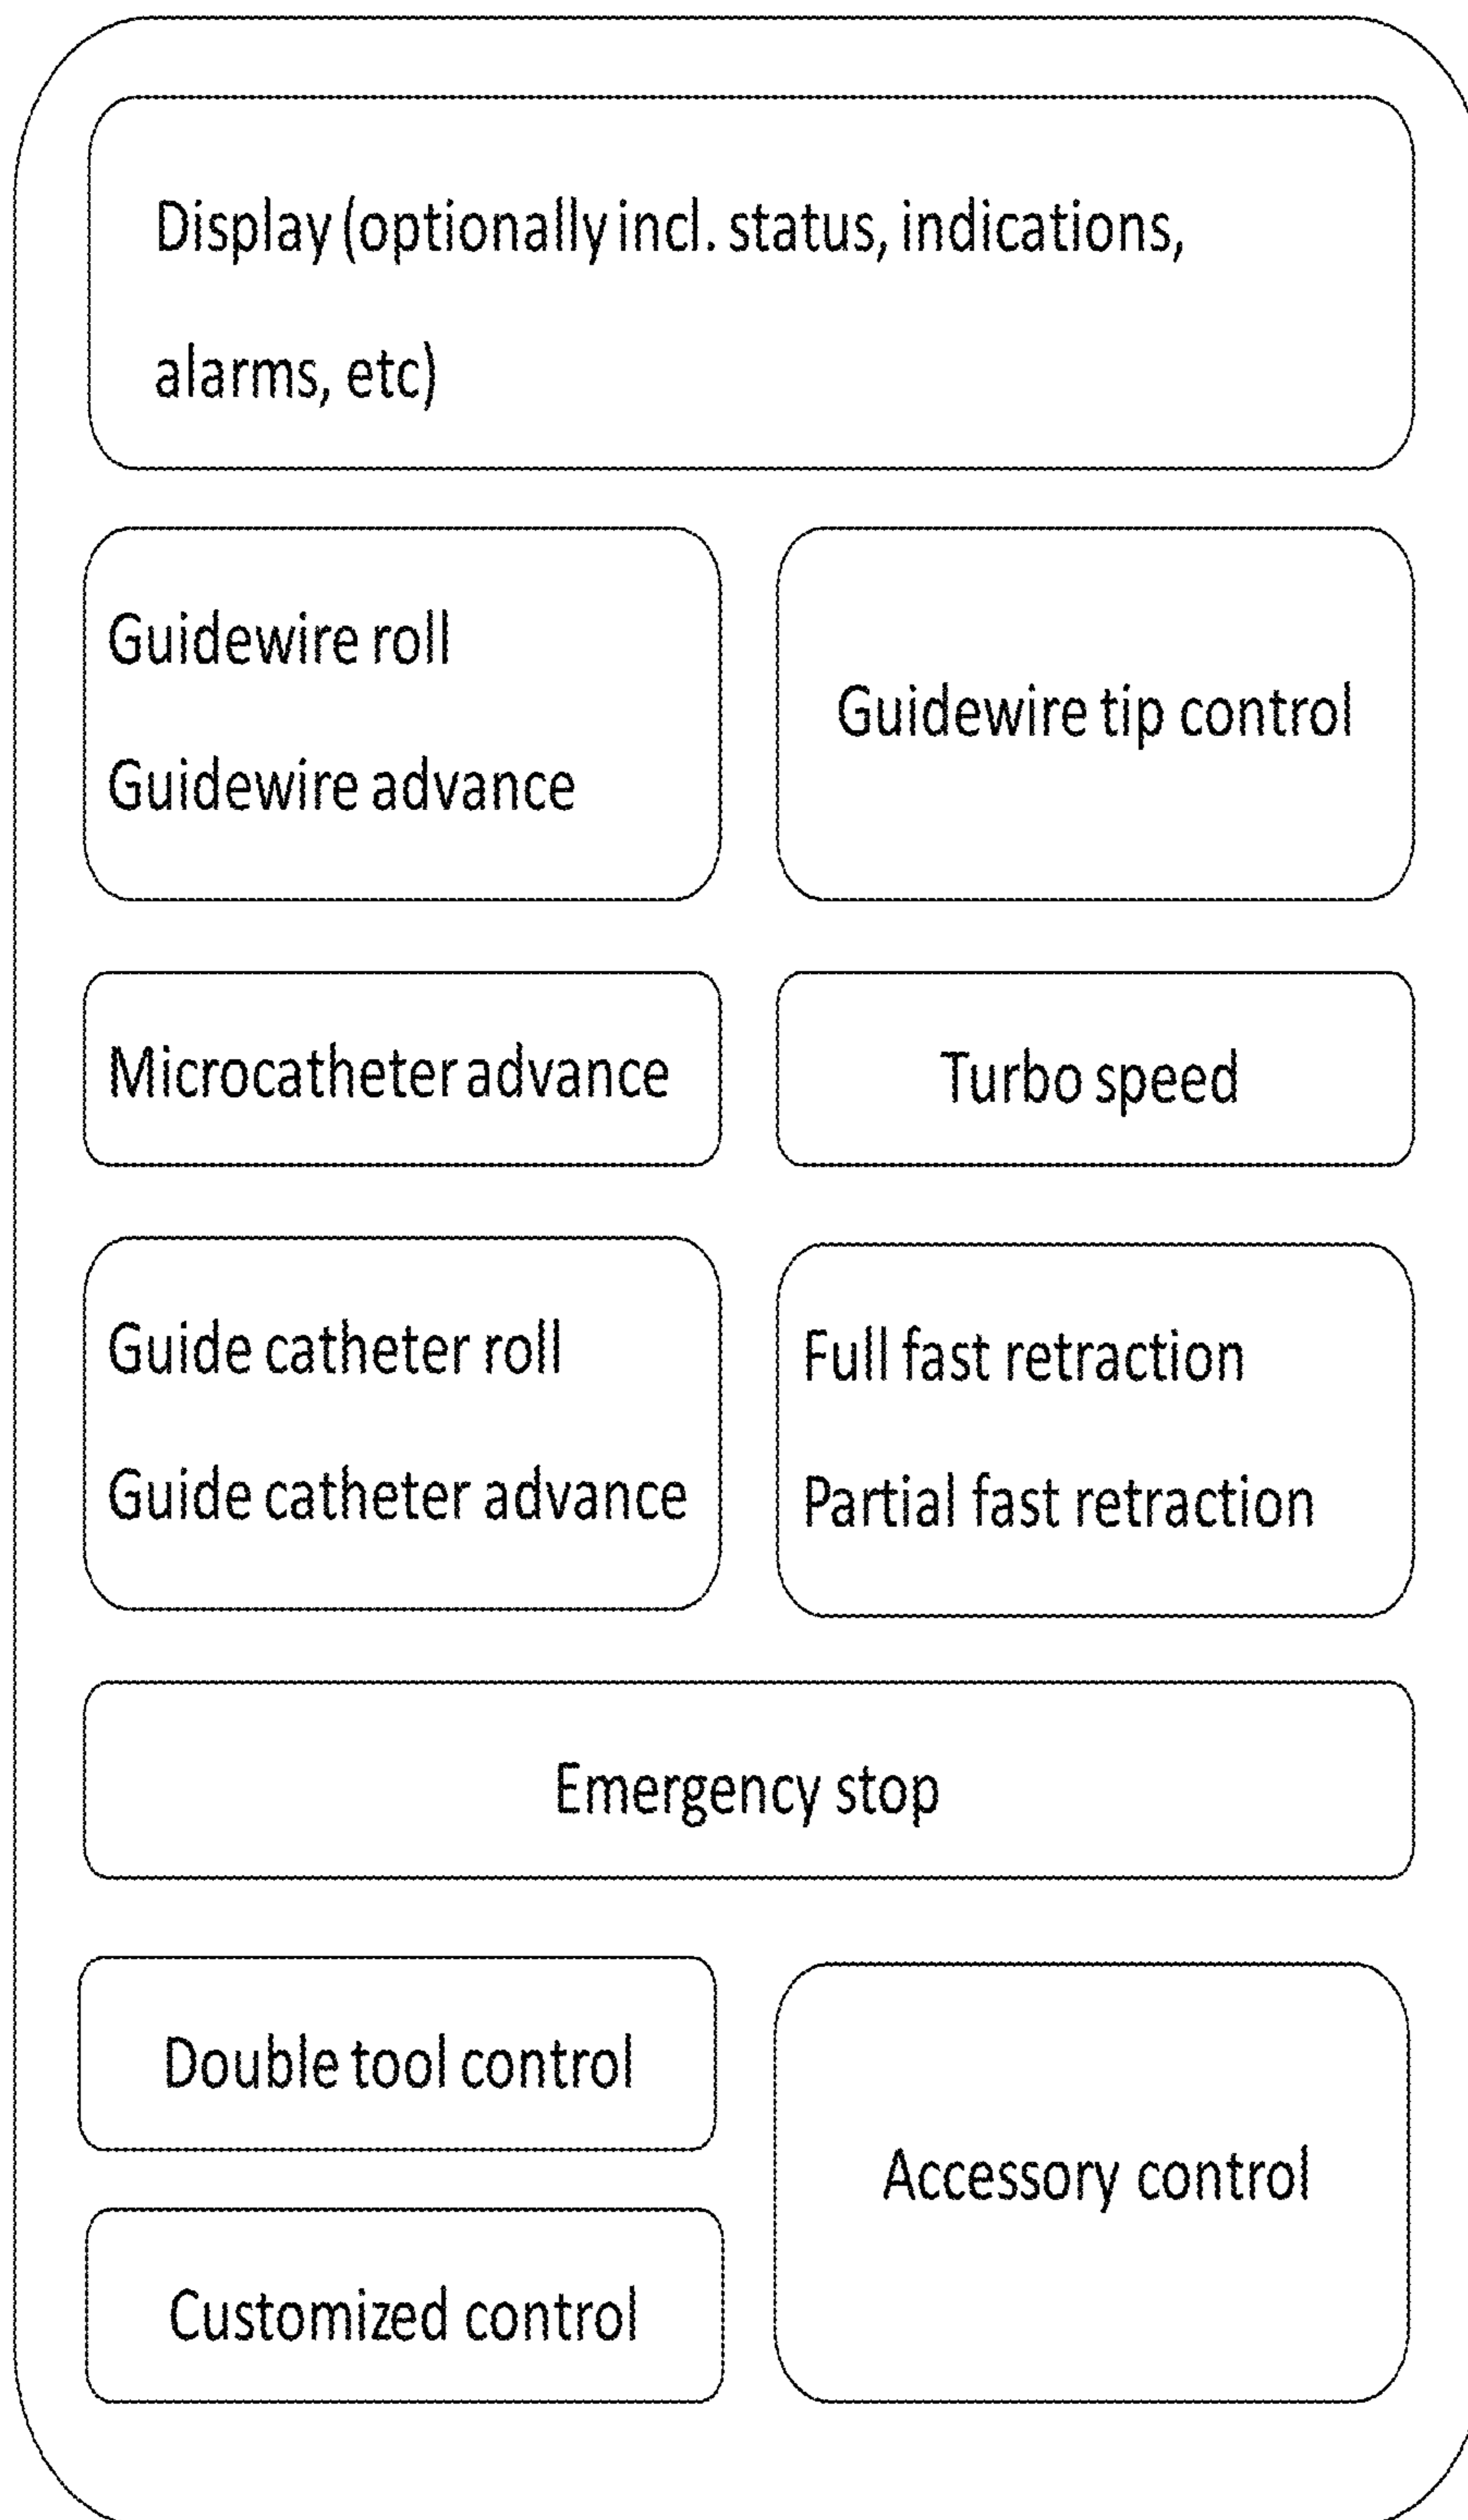 Display (optionally incl. status, indications,
alarms, etc)
Guidewire roll
Guidewire advance
Guidewire tip control
Microcatheter advance
Turbo speed
Guide catheter roll
Guide catheter advance
Full fast retraction
Partial fast retraction
Emergency stop
Double tool control
Customized control
Accessory control